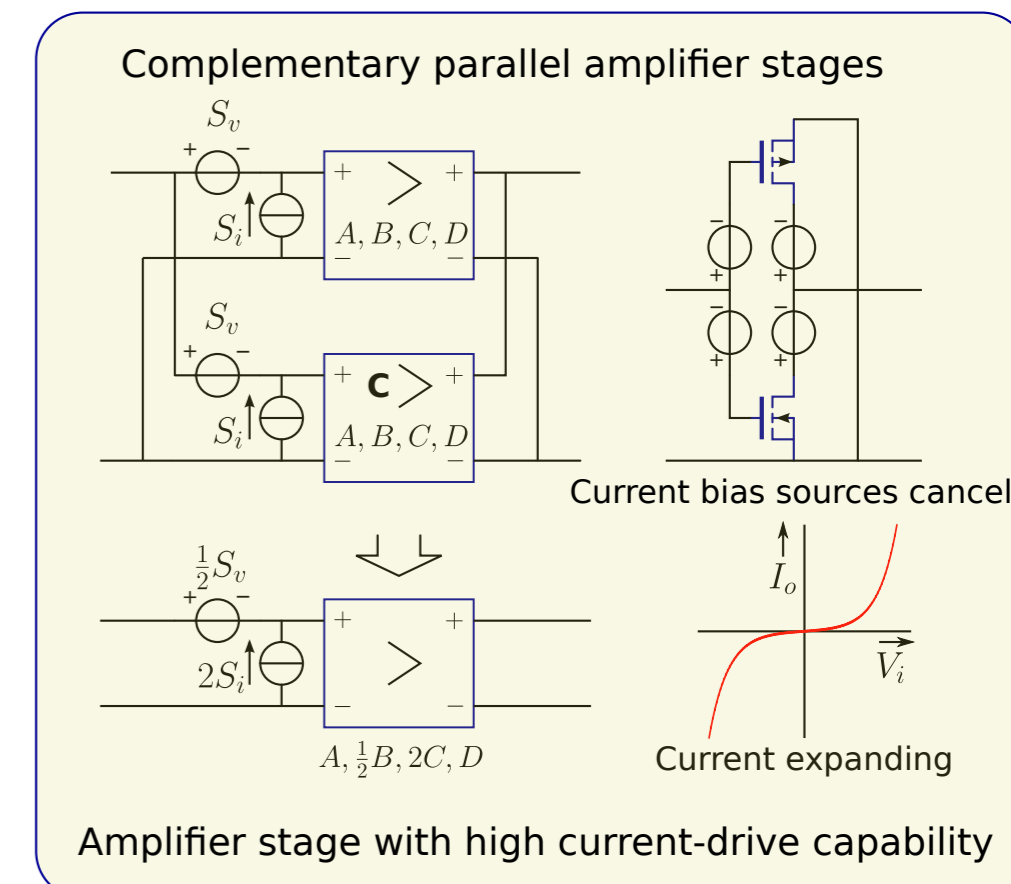 Complementary parallel amplifier stages
S_v
+ −
S_i
+ > +
A, B, C, D
− −
S_v
+ −
S_i
+ C > +
A, B, C, D
− −
− −
+ +
− −
+ +
Current bias sources cancel
½S_v
+ −
2S_i
+ > +
− −
A, ½B, 2C, D
I_o
V_i
Current expanding
Amplifier stage with high current-drive capability